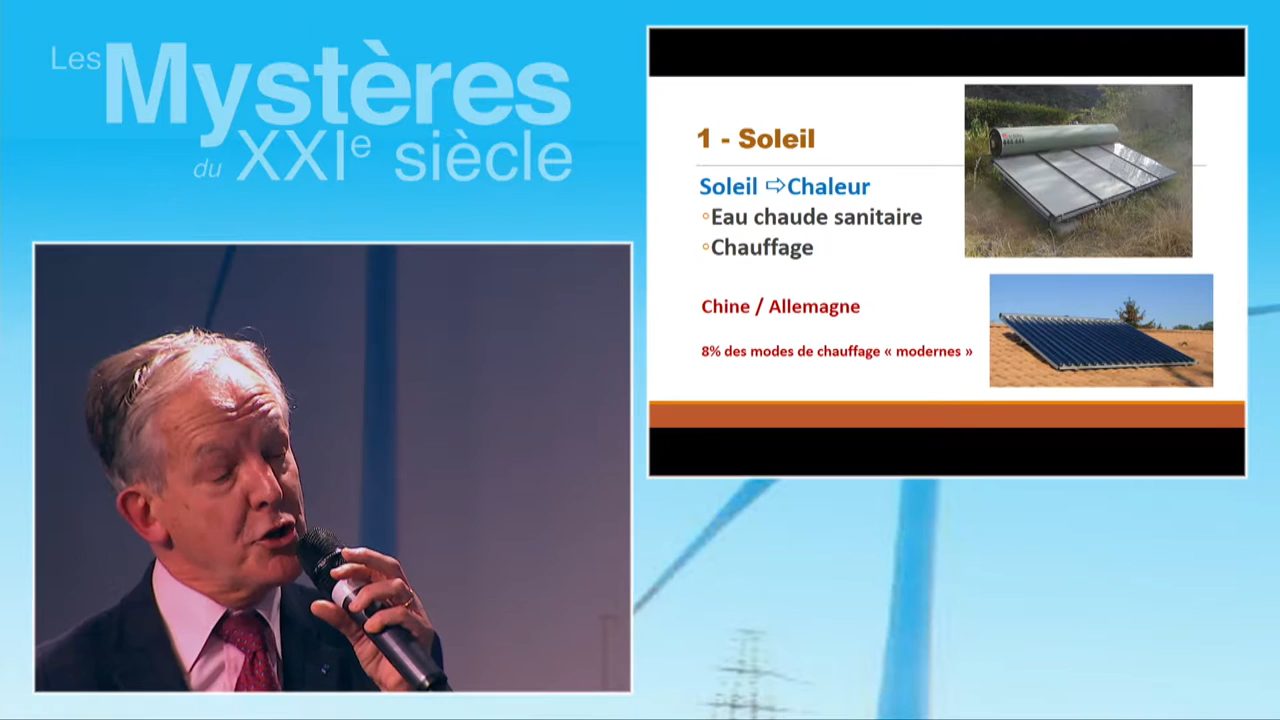 Les Mystères
du XXIe siècle
1 - Soleil
Soleil ⇨Chaleur
◦Eau chaude sanitaire
◦Chauffage
Chine / Allemagne
8% des modes de chauffage « modernes »